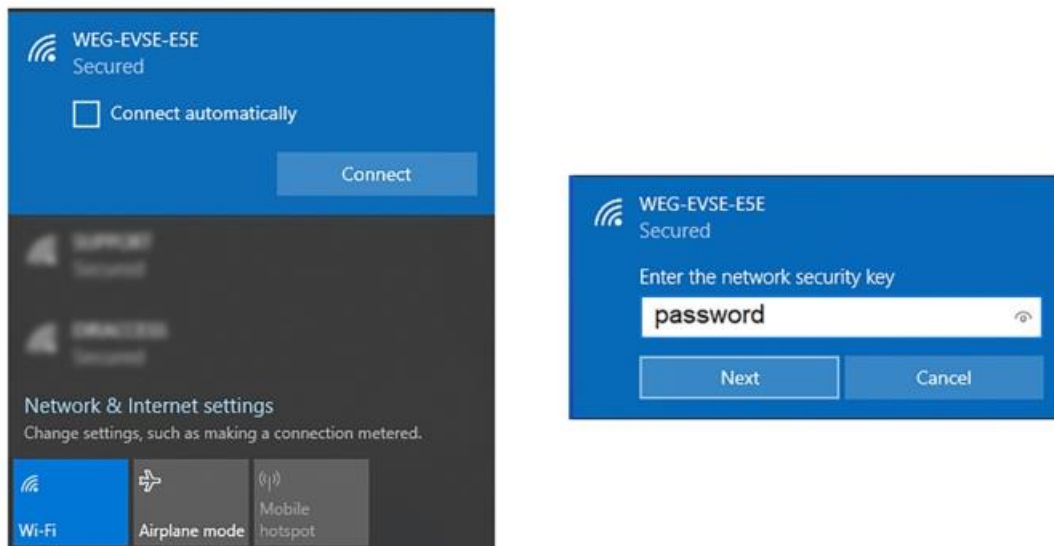 WEG-EVSE-E5E
Secured
Connect automatically
Connect
Network & Internet settings
Change settings, such as making a connection metered.
Wi-Fi
Airplane mode
Mobile
hotspot
WEG-EVSE-E5E
Secured
Enter the network security key
password
Next
Cancel